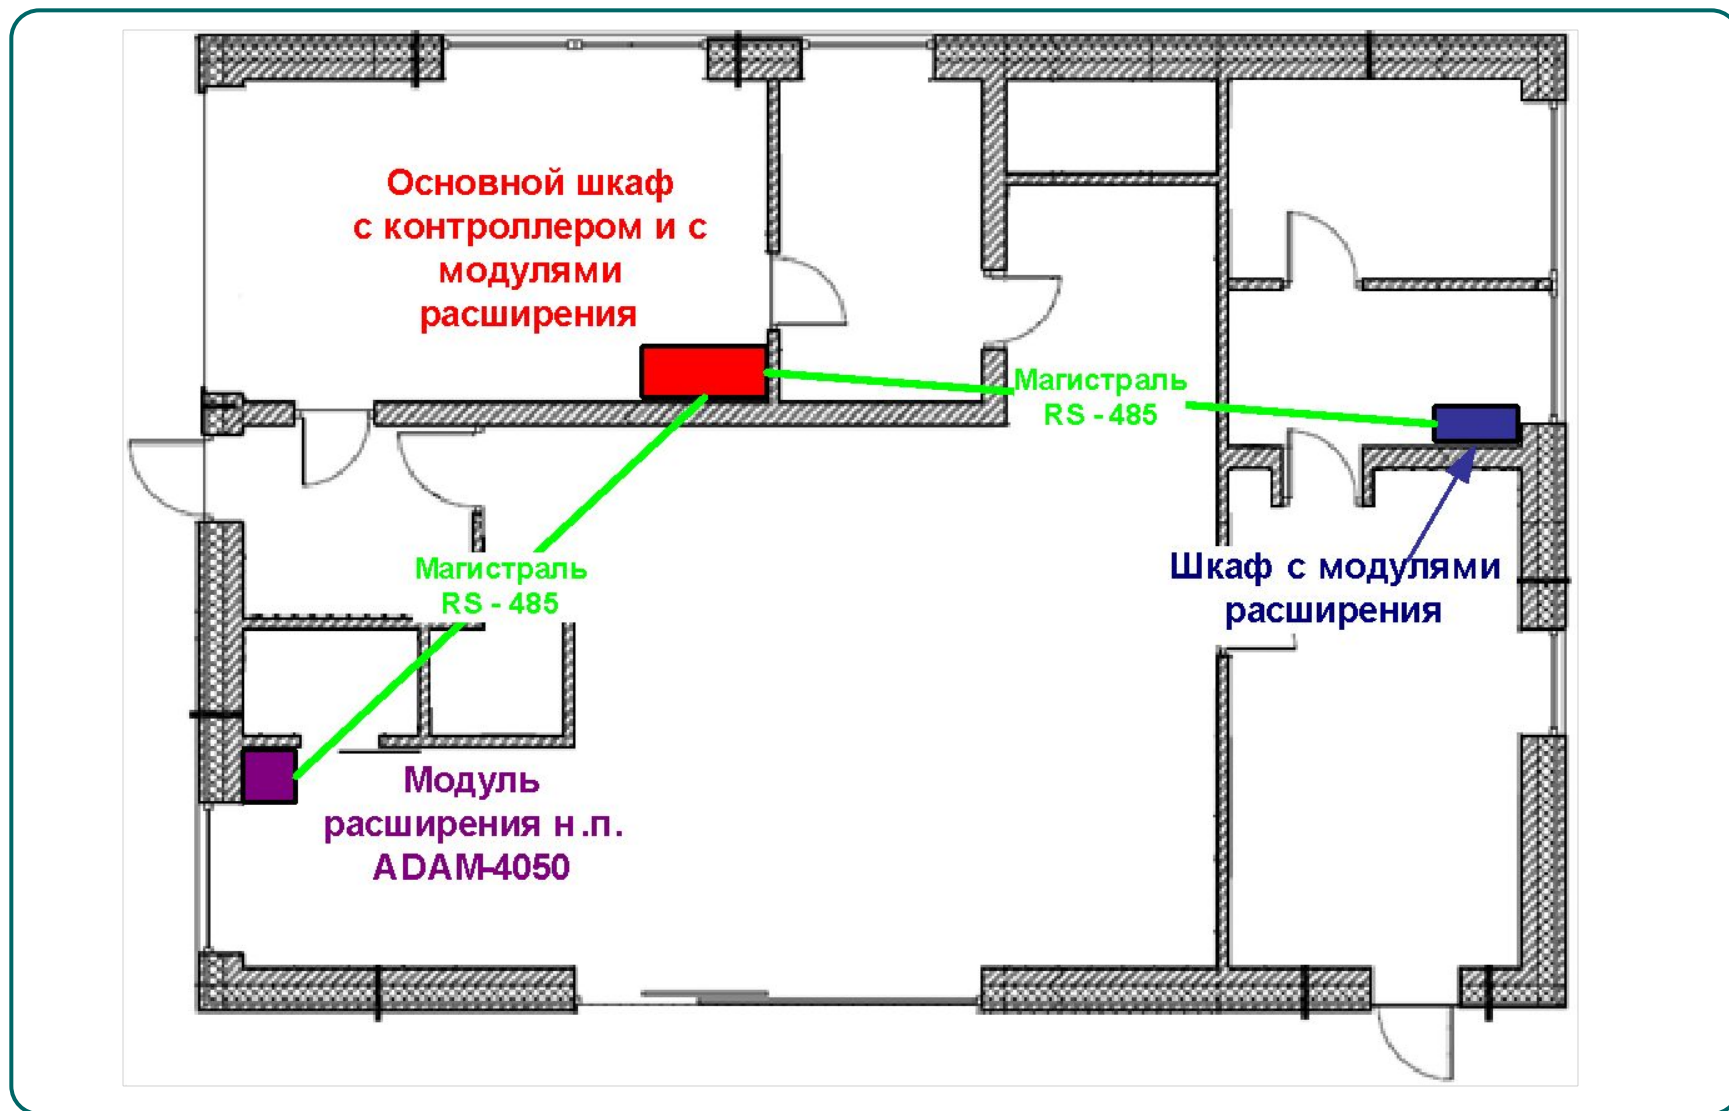 Основной шкаф
с контроллером и с
модулями
расширения
Магистраль
RS - 485
Магистраль
RS - 485
Шкаф с модулями
расширения
Модуль
расширения н.п.
ADAM-4050